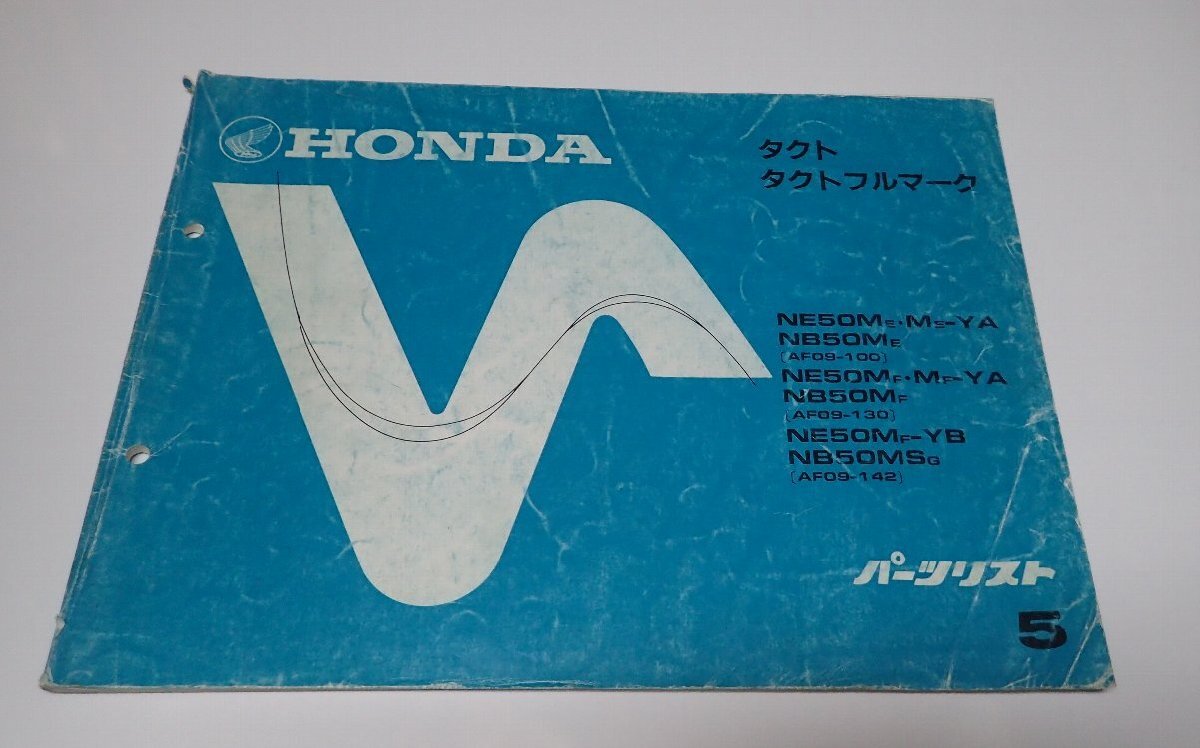 HONDA
タクト
タクトフルマーク
NE50ME・ME-YA
NB50ME
(AF09-100)
NE50MF・MF-YA
NB50MF
(AF09-130)
NE50MF-YB
NB50MSG
(AF09-142)
パーツリスト
5